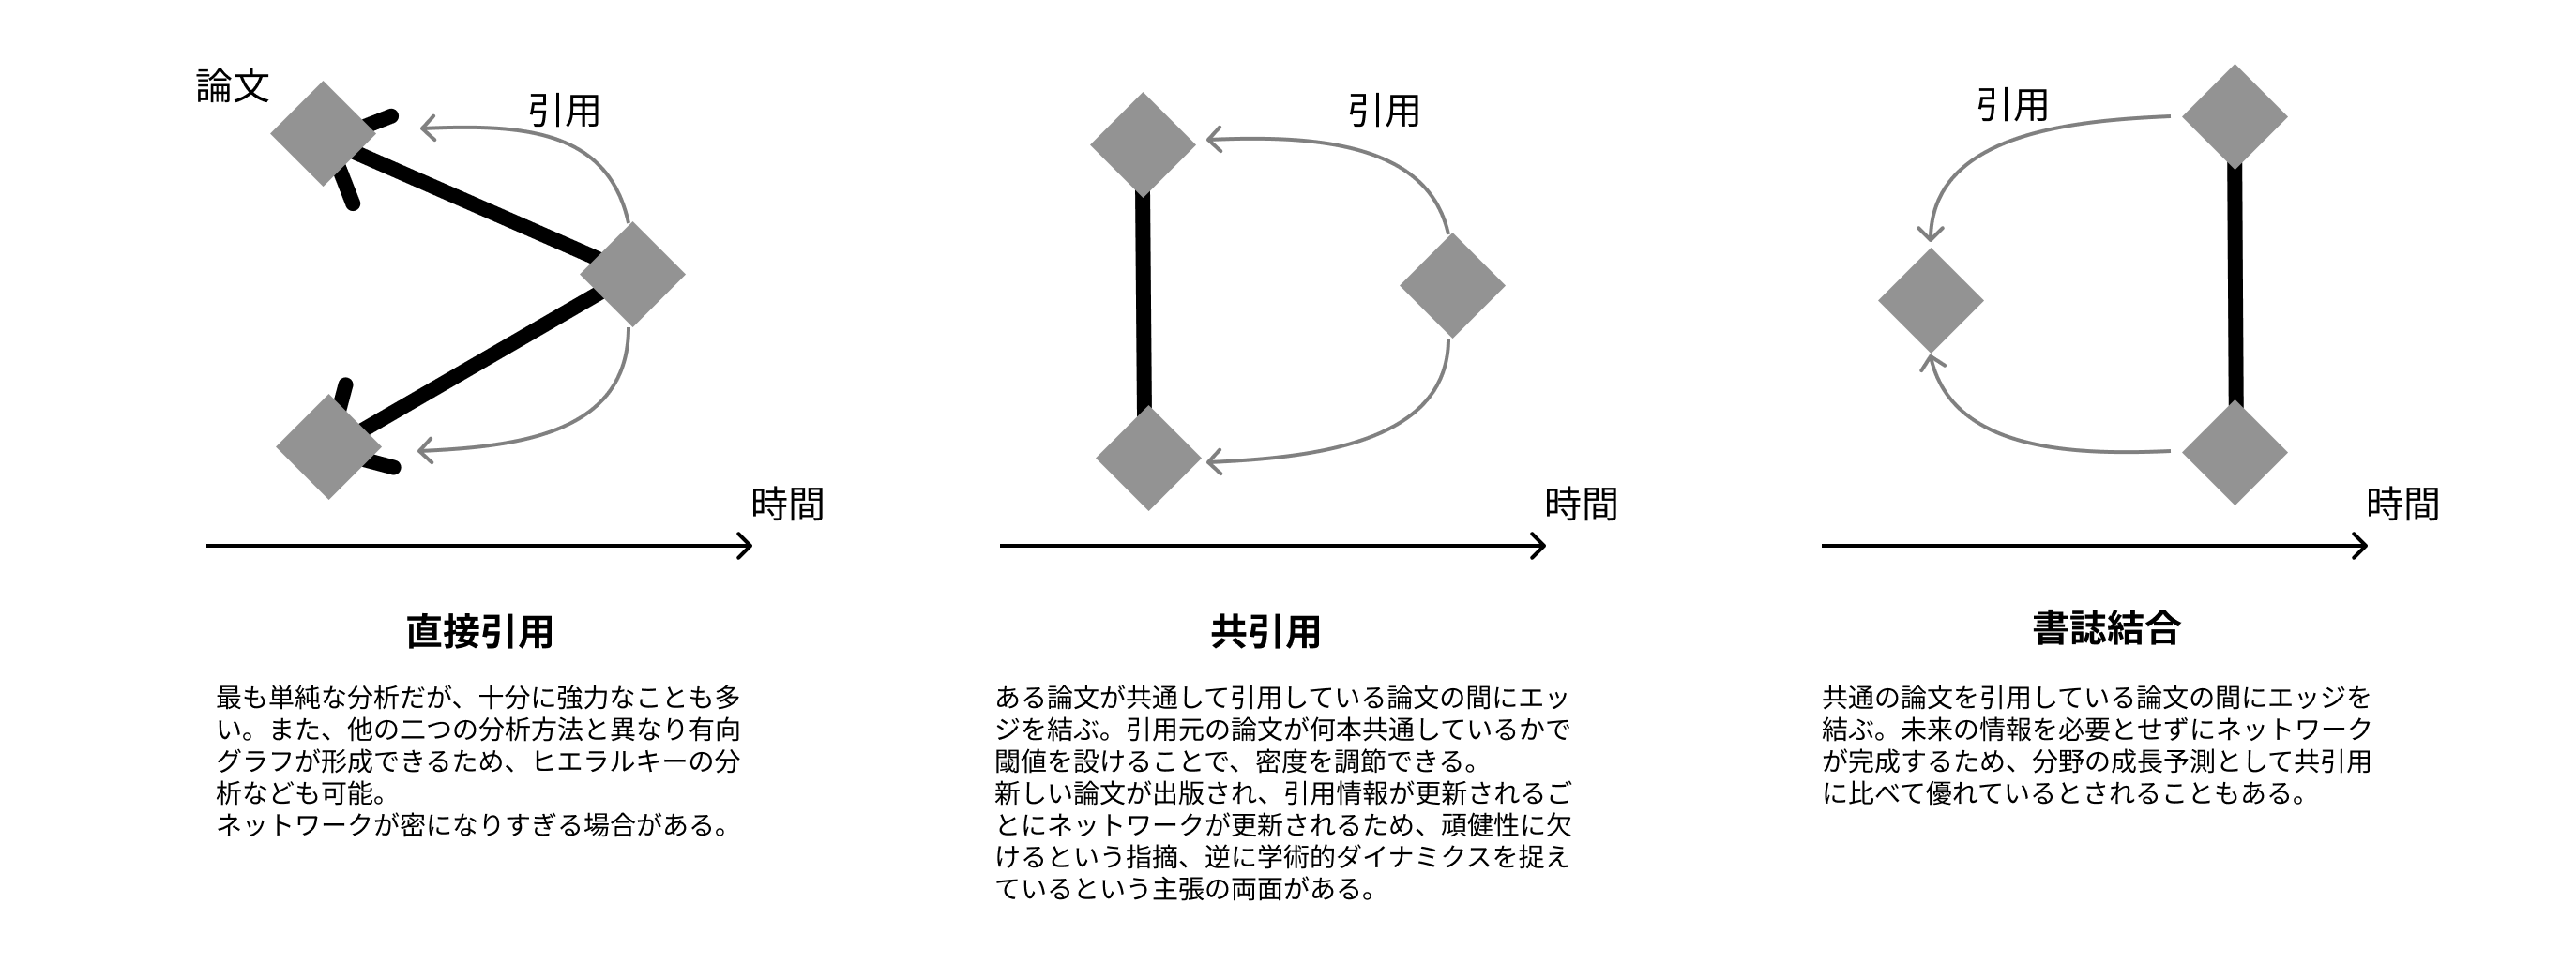 論文
引用
時間
直接引用
最も単純な分析だが、十分に強力なことも多
い。また、他の二つの分析方法と異なり有向
グラフが形成できるため、ヒエラルキーの分
析なども可能。
ネットワークが密になりすぎる場合がある。
引用
時間
共引用
ある論文が共通して引用している論文の間にエッ
ジを結ぶ。引用元の論文が何本共通しているかで
閾値を設けることで、密度を調節できる。
新しい論文が出版され、引用情報が更新されるご
とにネットワークが更新されるため、頑健性に欠
けるという指摘、逆に学術的ダイナミクスを捉え
ているという主張の両面がある。
引用
時間
書誌結合
共通の論文を引用している論文の間にエッジを
結ぶ。未来の情報を必要とせずにネットワーク
が完成するため、分野の成長予測として共引用
に比べて優れているとされることもある。